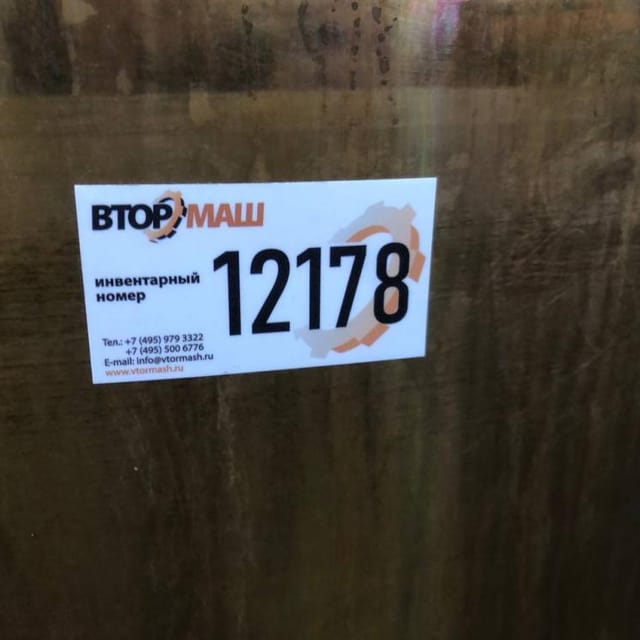 ВТОРМАШ
инвентарный
номер
12178
Тел.: +7 (495) 979 3322
+7 (495) 500 6776
E-mail: info@vtormash.ru
www.vtormash.ru